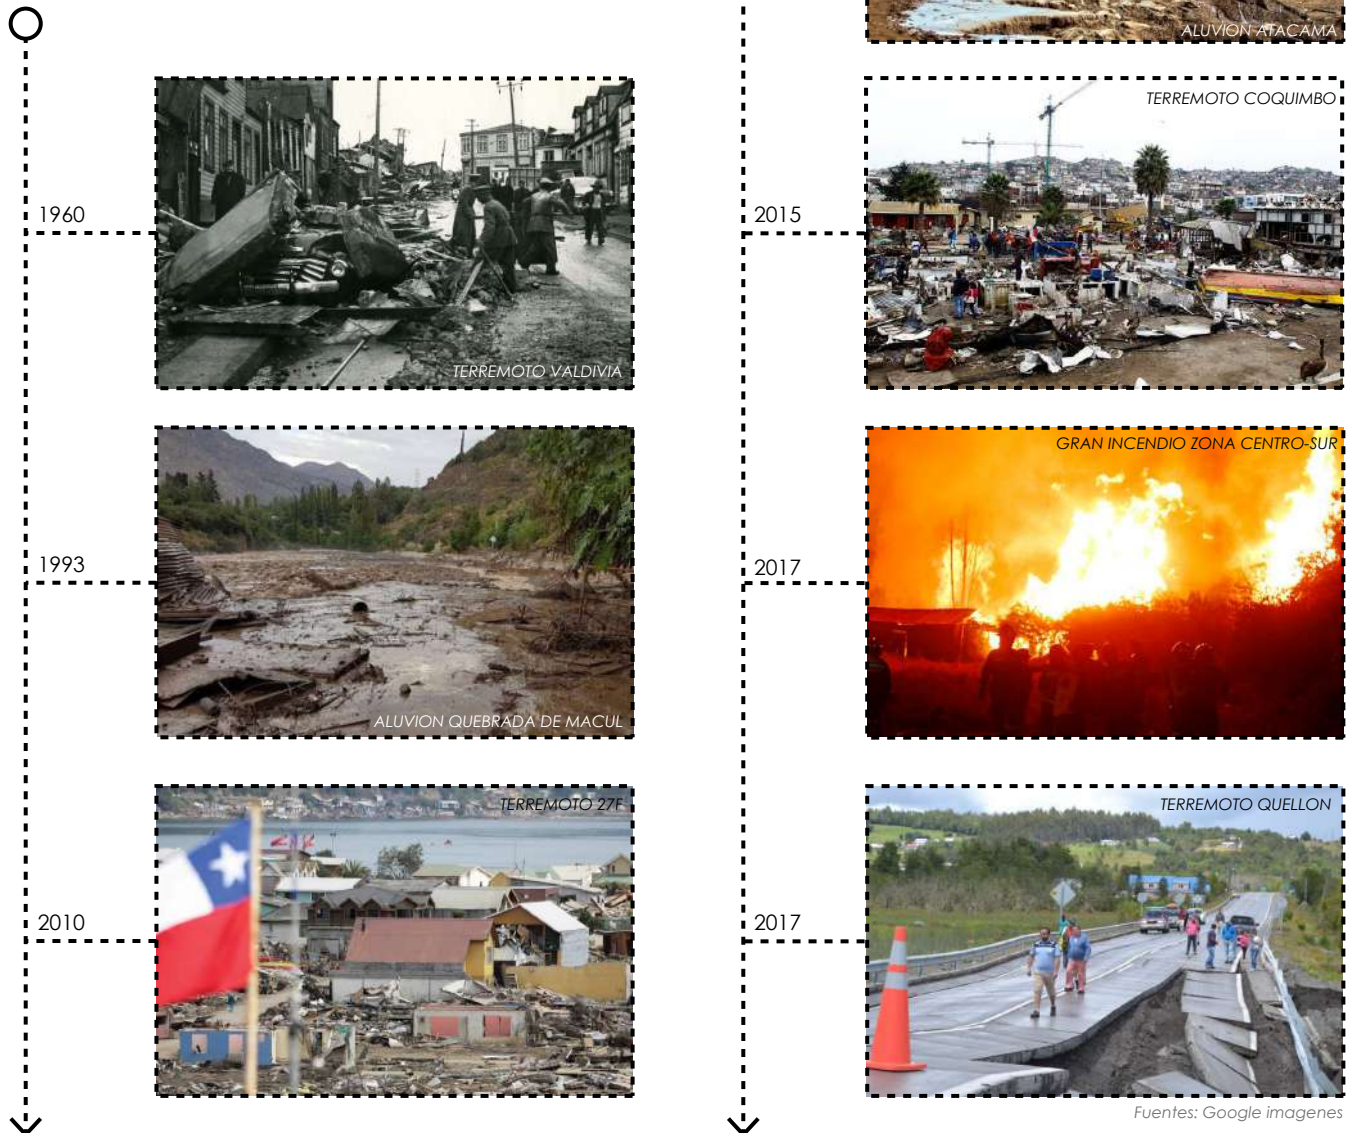 1960
TERREMOTO VALDIVIA
1993
ALUVION QUEBRADA DE MACUL
TERREMOTO 27F
2010
ALUVION ATACAMA
TERREMOTO COQUIMBO
2015
GRAN INCENDIO ZONA CENTRO-SUR
2017
TERREMOTO QUELLON
2017
Fuentes: Google imagenes